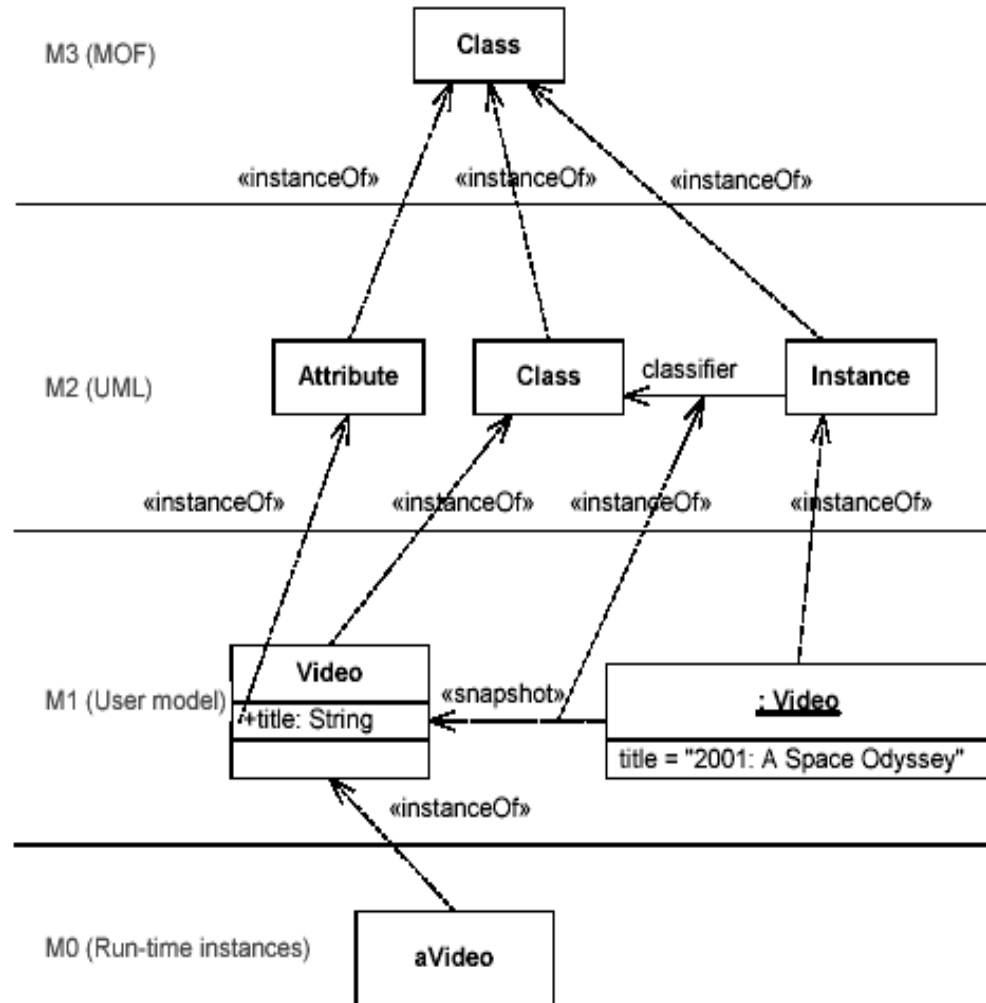 M3 (MOF)
Class
«instanceOf» «instanceOf» «instanceOf»
M2 (UML)
Attribute
Class
classifier
Instance
«instanceOf» «instanceOf» «instanceOf» «instanceOf»
M1 (User model)
Video
+title: String
«snapshot»
: Video
title = "2001: A Space Odyssey"
«instanceOf»
M0 (Run-time instances)
aVideo